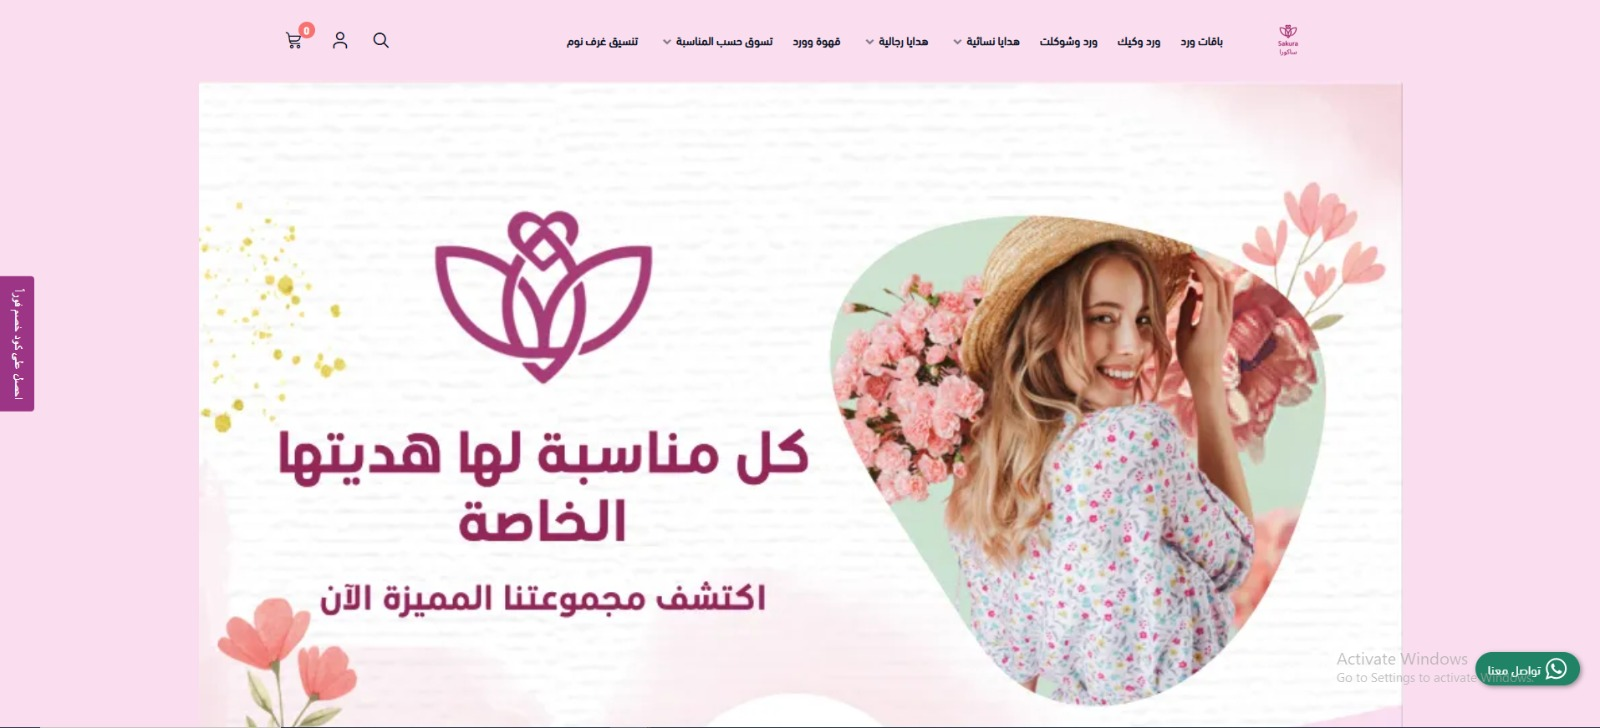 Sakura
ساكورا
باقات ورد
ورد وكيك
ورد وشوكلت
هدايا نسائية
هدايا رجالية
قهوة وورد
تسوق حسب المناسبة
تنسيق غرف نوم
0
كل مناسبة لها هديتها
الخاصة
اكتشف مجموعتنا المميزة الآن
احصل على كود خصم فوراً
تواصل معنا
Activate Windows
Go to Settings to activate Windows.